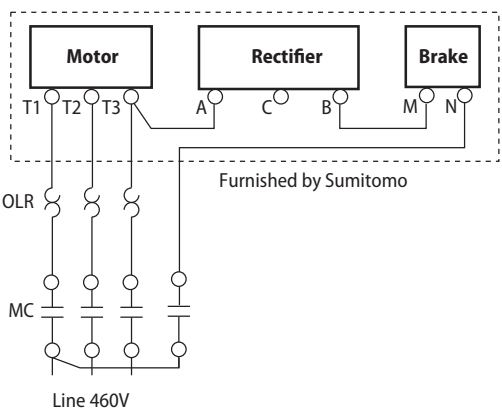 Motor Rectifier Brake
T1 T2 T3 A C B M N
Furnished by Sumitomo
OLR
MC
Line 460V